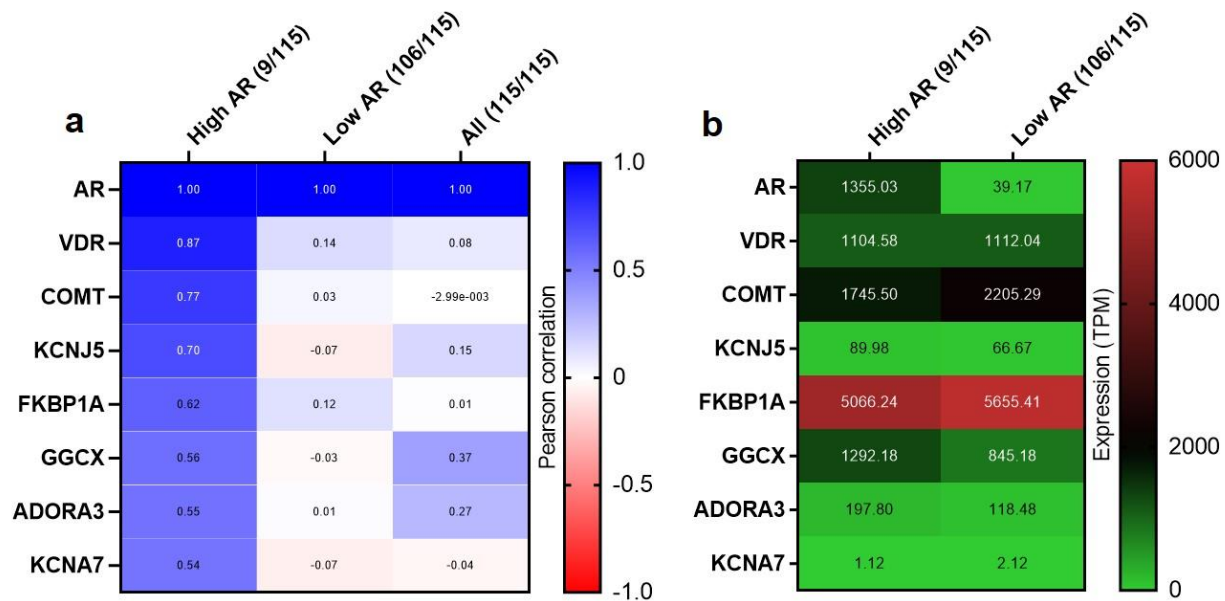 a
High AR (9/115)
Low AR (106/115)
All (115/115)
AR 1.00 1.00 1.00
VDR 0.87 0.14 0.08
COMT 0.77 0.03 -2.99e-003
KCNJ5 0.70 -0.07 0.15
FKBP1A 0.62 0.12 0.01
GGCX 0.56 -0.03 0.37
ADORA3 0.55 0.01 0.27
KCNA7 0.54 -0.07 -0.04
1.0
0.5
0
-0.5
-1.0
Pearson correlation
b
High AR (9/115)
Low AR (106/115)
AR 1355.03 39.17
VDR 1104.58 1112.04
COMT 1745.50 2205.29
KCNJ5 89.98 66.67
FKBP1A 5066.24 5655.41
GGCX 1292.18 845.18
ADORA3 197.80 118.48
KCNA7 1.12 2.12
6000
4000
2000
0
Expression (TPM)